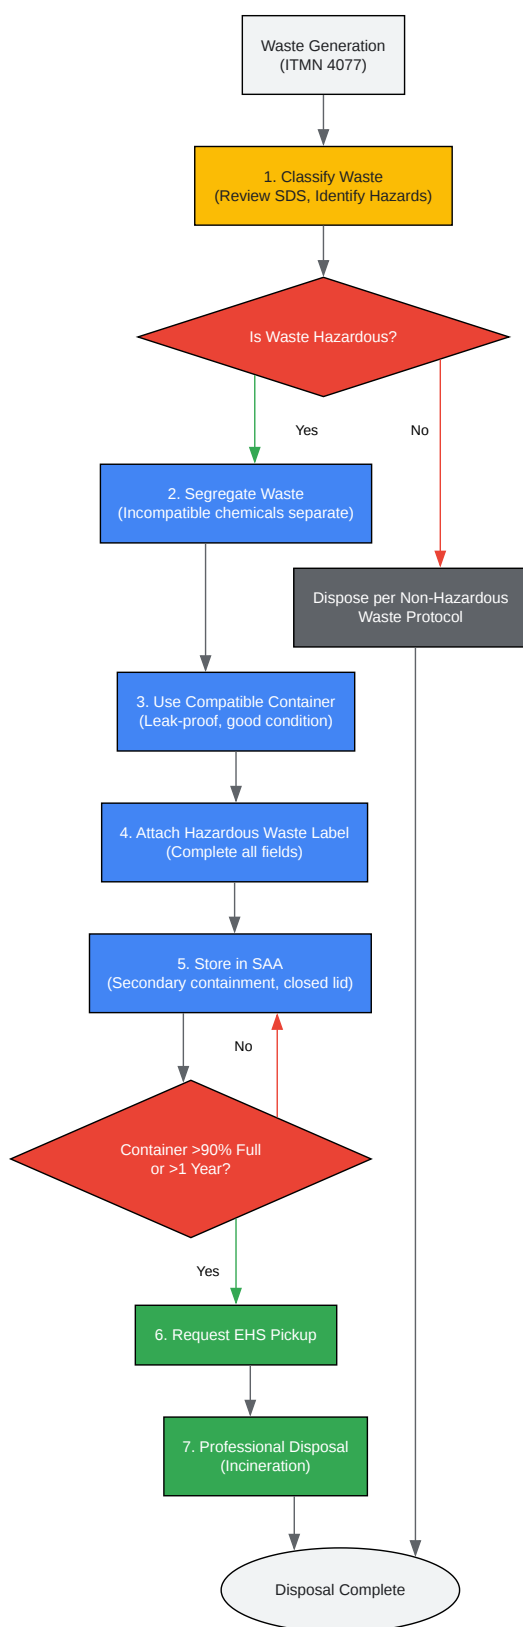 Waste Generation
(ITMN 4077)
1. Classify Waste
(Review SDS, Identify Hazards)
Is Waste Hazardous?
Yes
No
2. Segregate Waste
(Incompatible chemicals separate)
Dispose per Non-Hazardous
Waste Protocol
3. Use Compatible Container
(Leak-proof, good condition)
4. Attach Hazardous Waste Label
(Complete all fields)
5. Store in SAA
(Secondary containment, closed lid)
No
Container >90% Full
or >1 Year?
Yes
6. Request EHS Pickup
7. Professional Disposal
(Incineration)
Disposal Complete